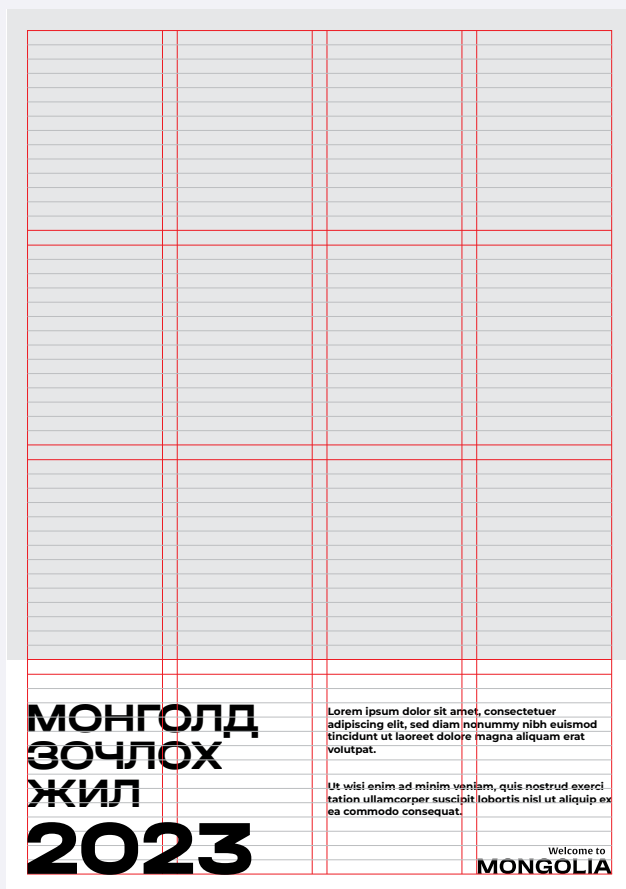 МОНГОЛД
ЗОЧЛОХ
ЖИЛ
2023
Lorem ipsum dolor sit amet, consectetuer
adipiscing elit, sed diam nonummy nibh euismod
tincidunt ut laoreet dolore magna aliquam erat
volutpat.
Ut wisi enim ad minim veniam, quis nostrud exerci
tation ullamcorper suscipit lobortis nisl ut aliquip ex
ea commodo consequat.
Welcome to
MONGOLIA